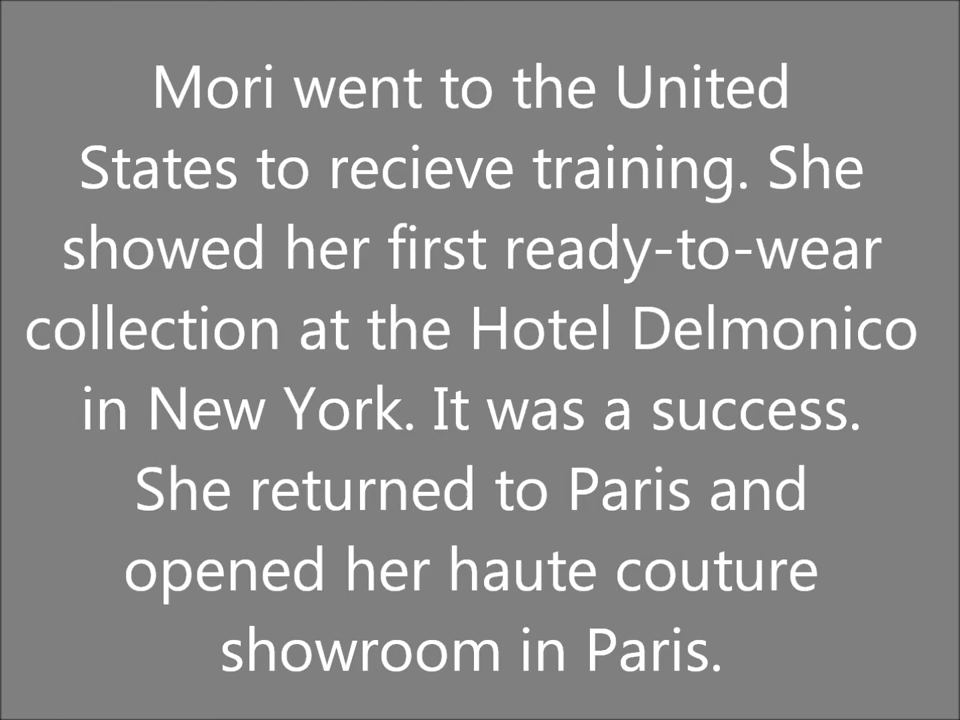 Mori went to the United
States to recieve training. She
showed her first ready-to-wear
collection at the Hotel Delmonico
in New York. It was a success.
She returned to Paris and
opened her haute couture
showroom in Paris.